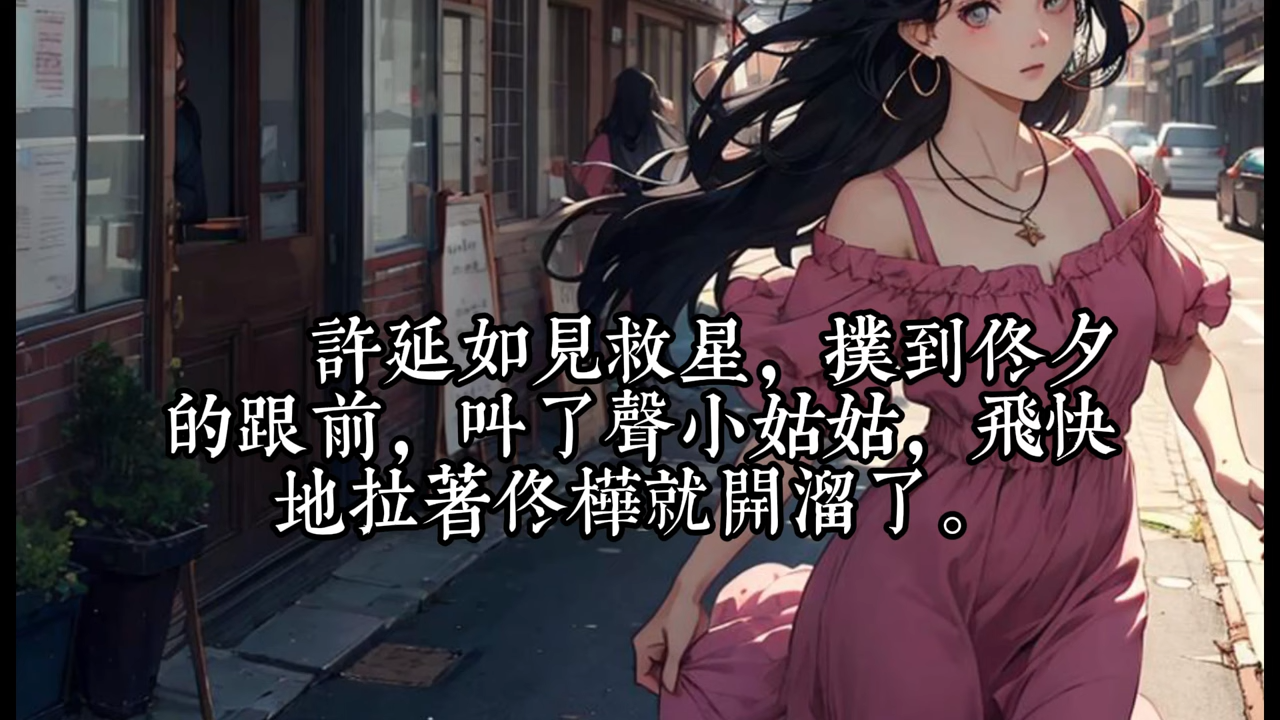 許延如見救星，撲到佟夕
的跟前，叫了聲小姑姑，飛快
地拉著佟樺就開溜了。